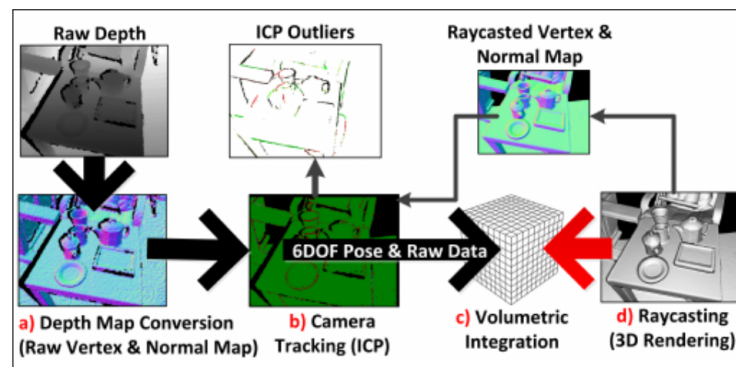 Raw Depth
ICP Outliers
Raycasted Vertex &
Normal Map
6DOF Pose & Raw Data
a) Depth Map Conversion
(Raw Vertex & Normal Map)
b) Camera
Tracking (ICP)
c) Volumetric
Integration
d) Raycasting
(3D Rendering)